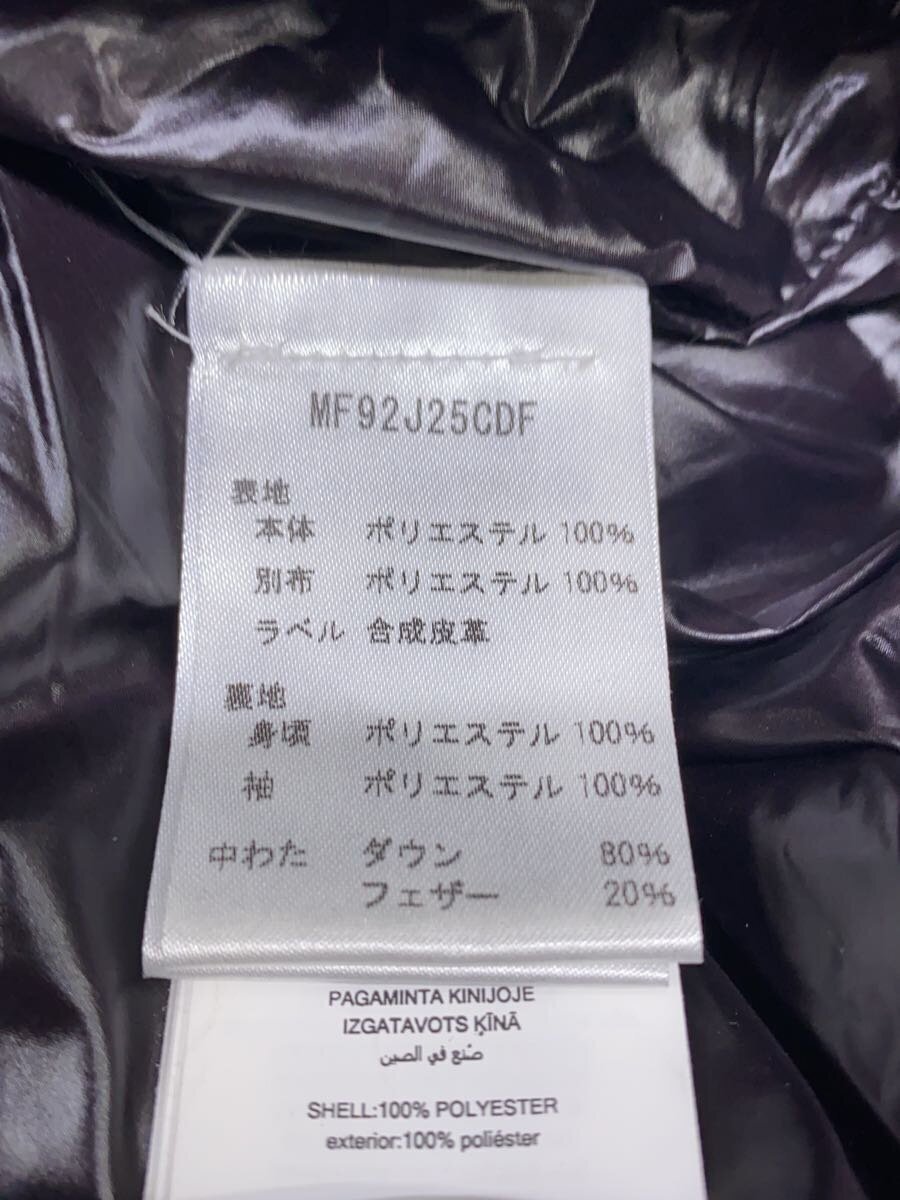 MF92J25CDF
表地
本体 ポリエステル 100%
別布 ポリエステル 100%
ラベル 合成皮革
裏地
身頃 ポリエステル 100%
袖 ポリエステル 100%
中わた ダウン 80%
フェザー 20%
PAGAMINTA KINIJOJE
IZGATAVOTS ĶĪNĀ
صُنع في الصين
SHELL:100% POLYESTER
exterior:100% poliéster